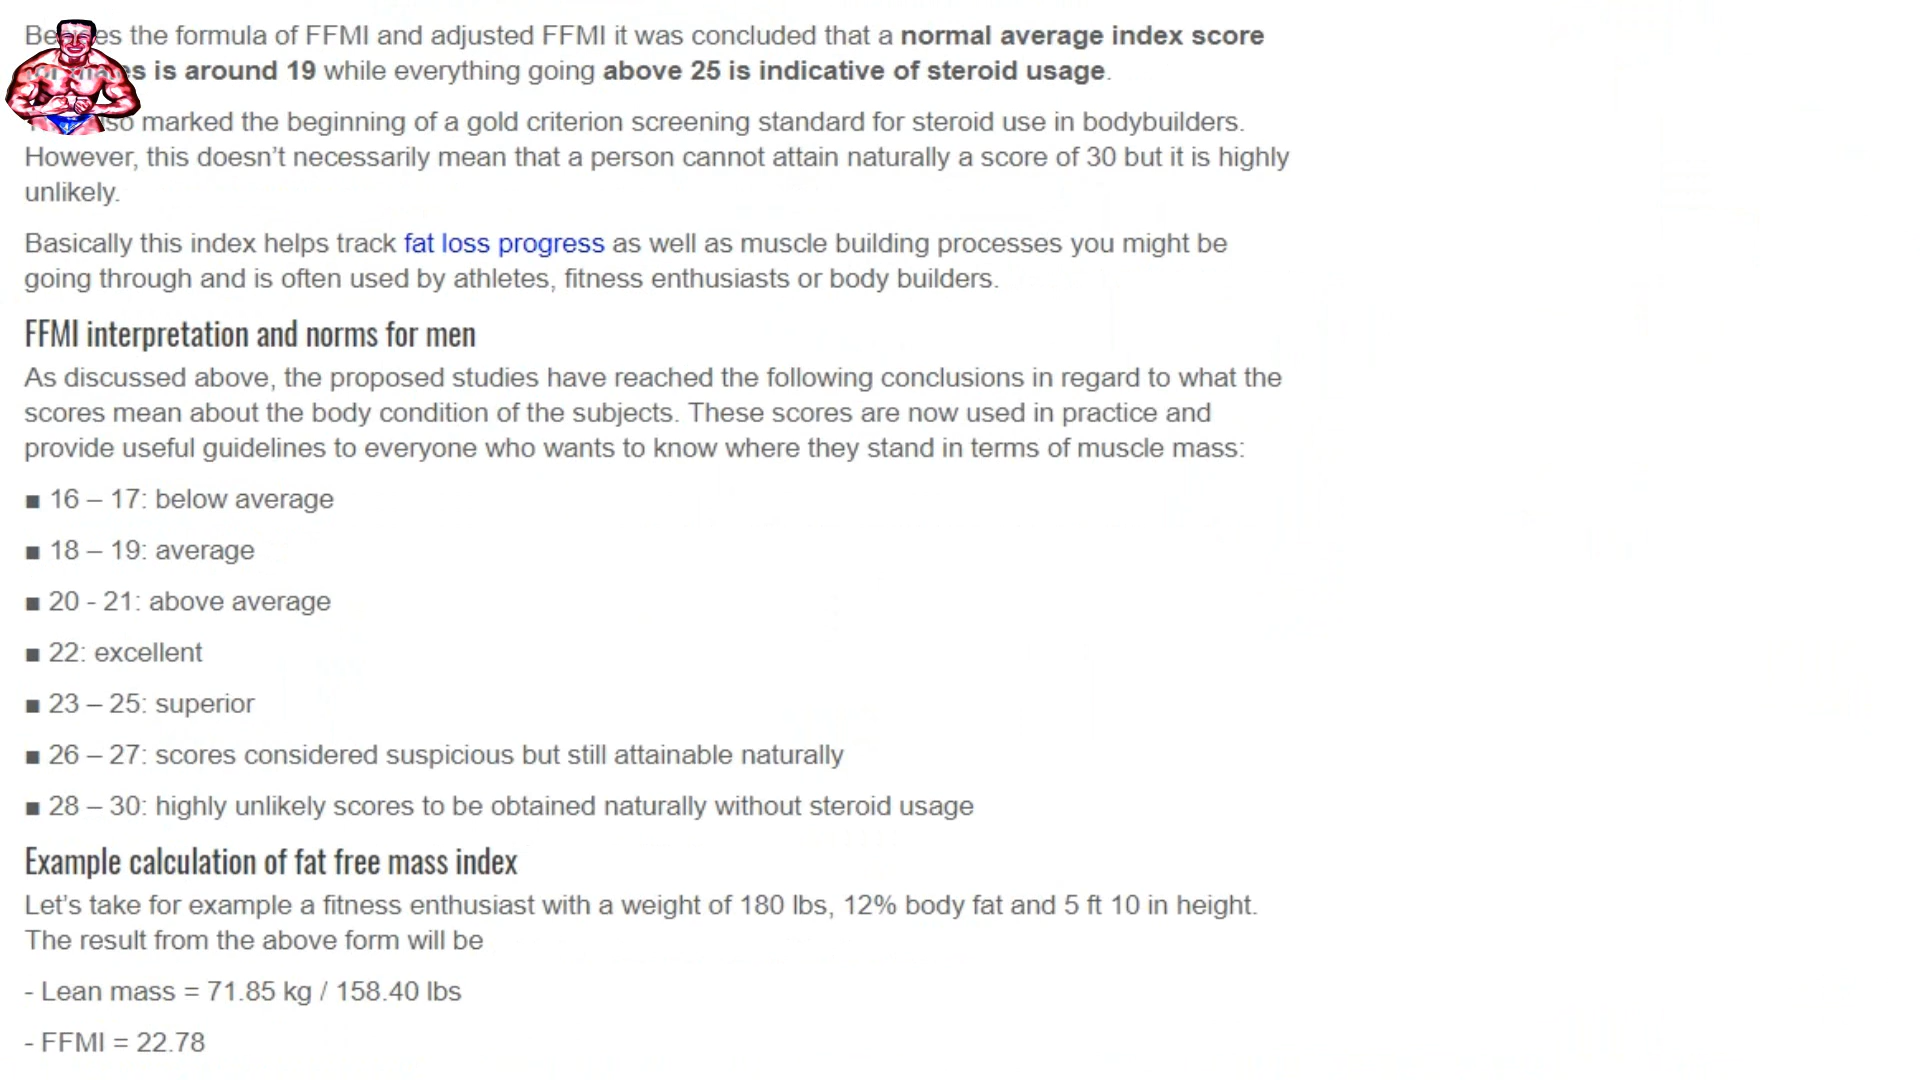 the formula of FFMI and adjusted FFMI it was concluded that a normal average index score
is around 19 while everything going above 25 is indicative of steroid usage.
marked the beginning of a gold criterion screening standard for steroid use in bodybuilders.
However, this doesn’t necessarily mean that a person cannot attain naturally a score of 30 but it is highly
unlikely.
Basically this index helps track fat loss progress as well as muscle building processes you might be
going through and is often used by athletes, fitness enthusiasts or body builders.
FFMI interpretation and norms for men
As discussed above, the proposed studies have reached the following conclusions in regard to what the
scores mean about the body condition of the subjects. These scores are now used in practice and
provide useful guidelines to everyone who wants to know where they stand in terms of muscle mass:
■ 16 – 17: below average
■ 18 – 19: average
■ 20 - 21: above average
■ 22: excellent
■ 23 – 25: superior
■ 26 – 27: scores considered suspicious but still attainable naturally
■ 28 – 30: highly unlikely scores to be obtained naturally without steroid usage
Example calculation of fat free mass index
Let’s take for example a fitness enthusiast with a weight of 180 lbs, 12% body fat and 5 ft 10 in height.
The result from the above form will be
- Lean mass = 71.85 kg / 158.40 lbs
- FFMI = 22.78